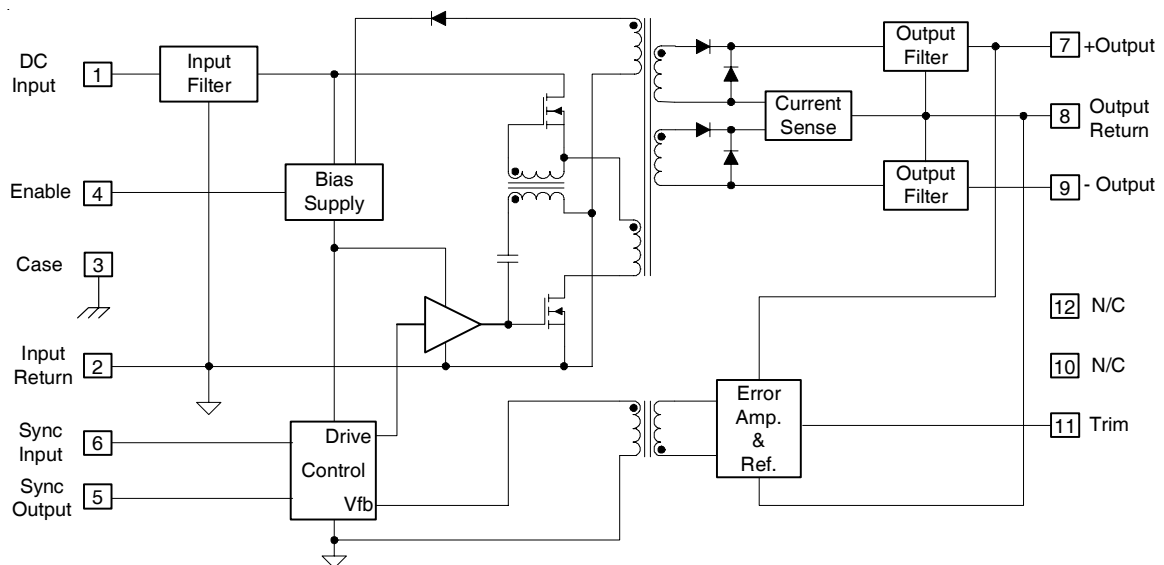 DC
Input
1
Input
Filter
Output
Filter
7
+Output
Current
Sense
8
Output
Return
Enable
4
Bias
Supply
Output
Filter
9
- Output
Case
3
12
N/C
Input
Return
2
10
N/C
Error
Amp.
&
Ref.
11
Trim
Sync
Input
6
Drive
Control
Vfb
Sync
Output
5